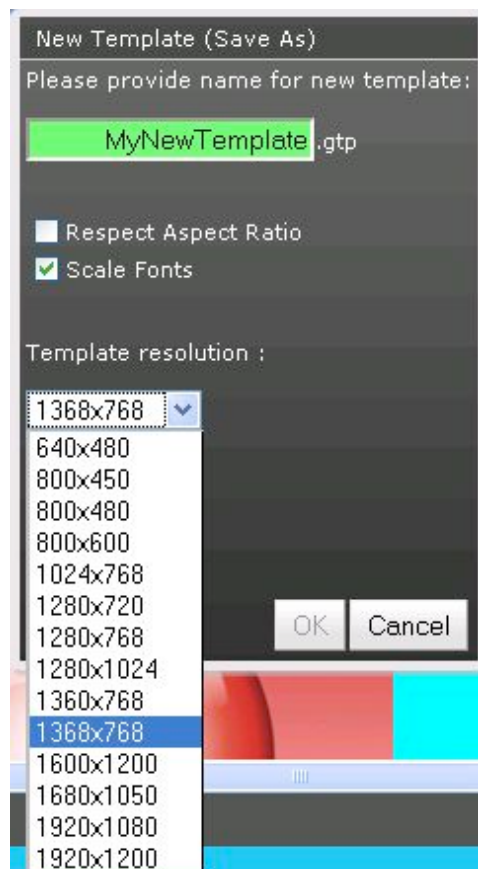 New Template (Save As)
Please provide name for new template:
MyNewTemplate .gtp
Respect Aspect Ratio
Scale Fonts
Template resolution :
1368x768
640x480
800x450
800x480
800x600
1024x768
1280x720
1280x768
1280x1024
1360x768
1368x768
1600x1200
1680x1050
1920x1080
1920x1200
OK Cancel